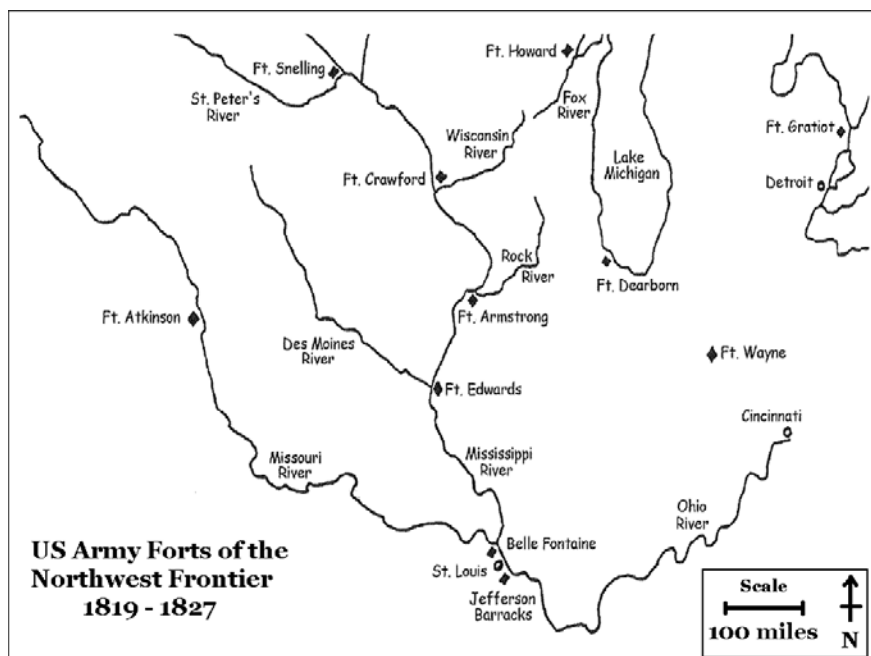 Ft. Howard
Ft. Snelling
St. Peter's
River
Fox
River
Wisconsin
River
Ft. Gratiot
Lake
Michigan
Ft. Crawford
Detroit
Rock
River
Ft. Dearborn
Ft. Atkinson
Ft. Armstrong
Des Moines
River
Ft. Wayne
Ft. Edwards
Cincinnati
Mississippi
River
Missouri
River
Ohio
River
Belle Fontaine
St. Louis
Jefferson
Barracks
US Army Forts of the
Northwest Frontier
1819 - 1827
Scale
100 miles
N